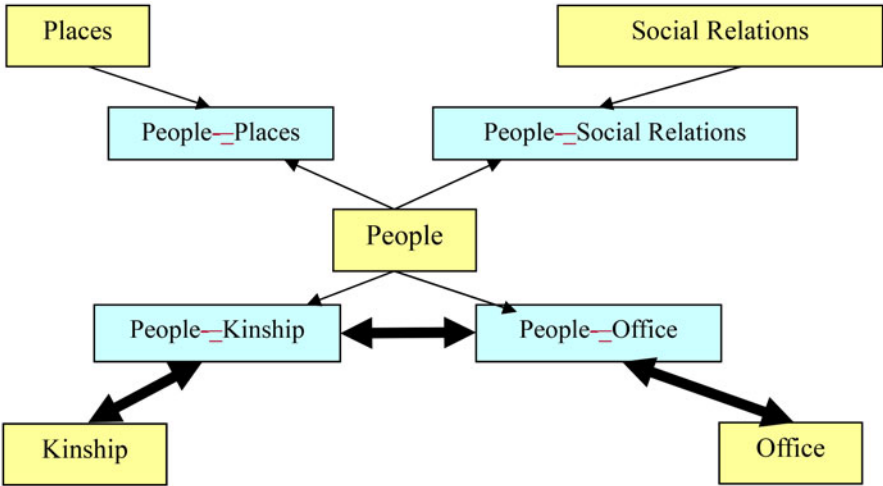 Places
Social Relations
People-_Places
People-_Social Relations
People
People-_Kinship
People-_Office
Kinship
Office